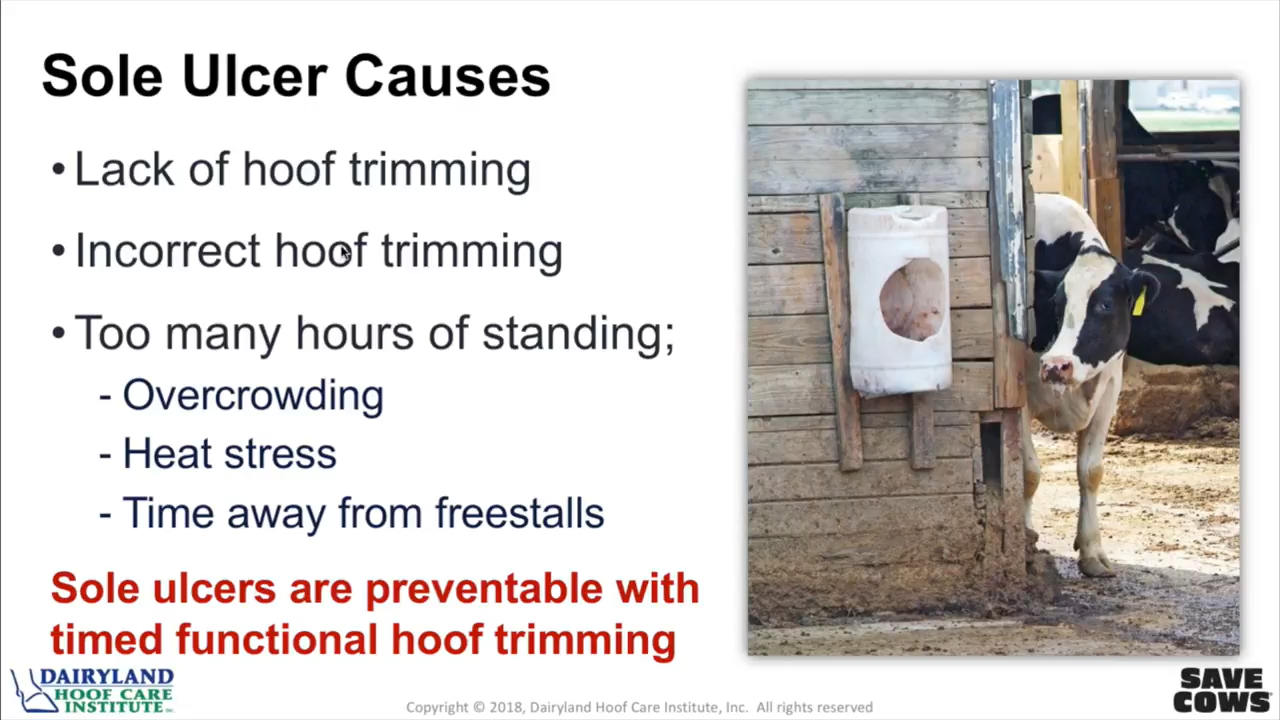 Sole Ulcer Causes
• Lack of hoof trimming
• Incorrect hoof trimming
• Too many hours of standing;
- Overcrowding
- Heat stress
- Time away from freestalls
Sole ulcers are preventable with
timed functional hoof trimming
DAIRYLAND
HOOF CARE
INSTITUTE INC.
Copyright © 2018, Dairyland Hoof Care Institute, Inc. All rights reserved
SAVE
COWS